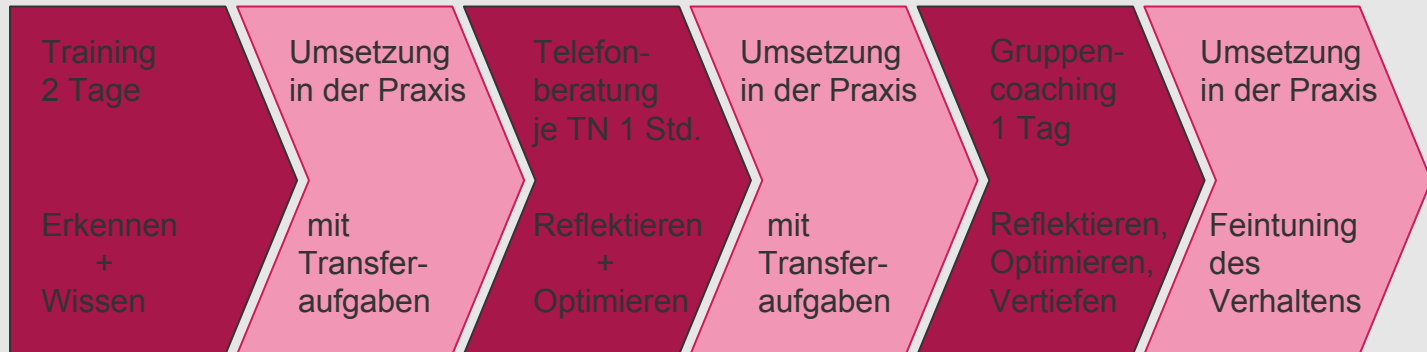 Training
2 Tage
Erkennen
+
Wissen
Umsetzung
in der Praxis
mit
Transfer-
aufgaben
Telefon-
beratung
je TN 1 Std.
Reflektieren
+
Optimieren
Umsetzung
in der Praxis
mit
Transfer-
aufgaben
Gruppen-
coaching
1 Tag
Reflektieren,
Optimieren,
Vertiefen
Umsetzung
in der Praxis
Feintuning
des
Verhaltens